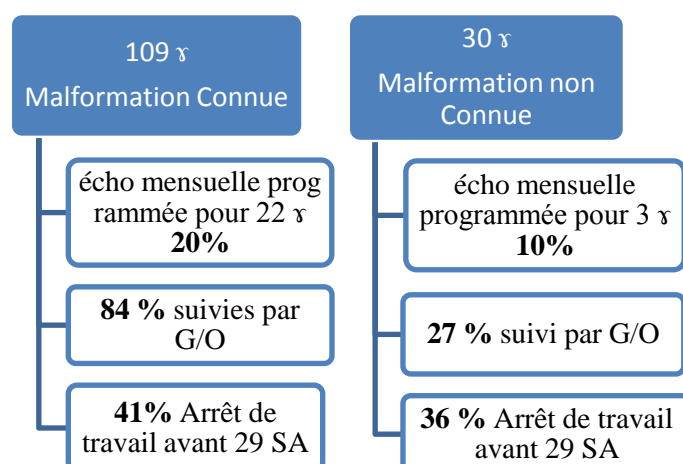 109 ɤ
Malformation Connue
écho mensuelle prog
rammée pour 22 ɤ
20%
84 % suivies par
G/O
41% Arrêt de
travail avant 29 SA
30 ɤ
Malformation non
Connue
écho mensuelle
programmée pour 3 ɤ
10%
27 % suivi par G/O
36 % Arrêt de travail
avant 29 SA